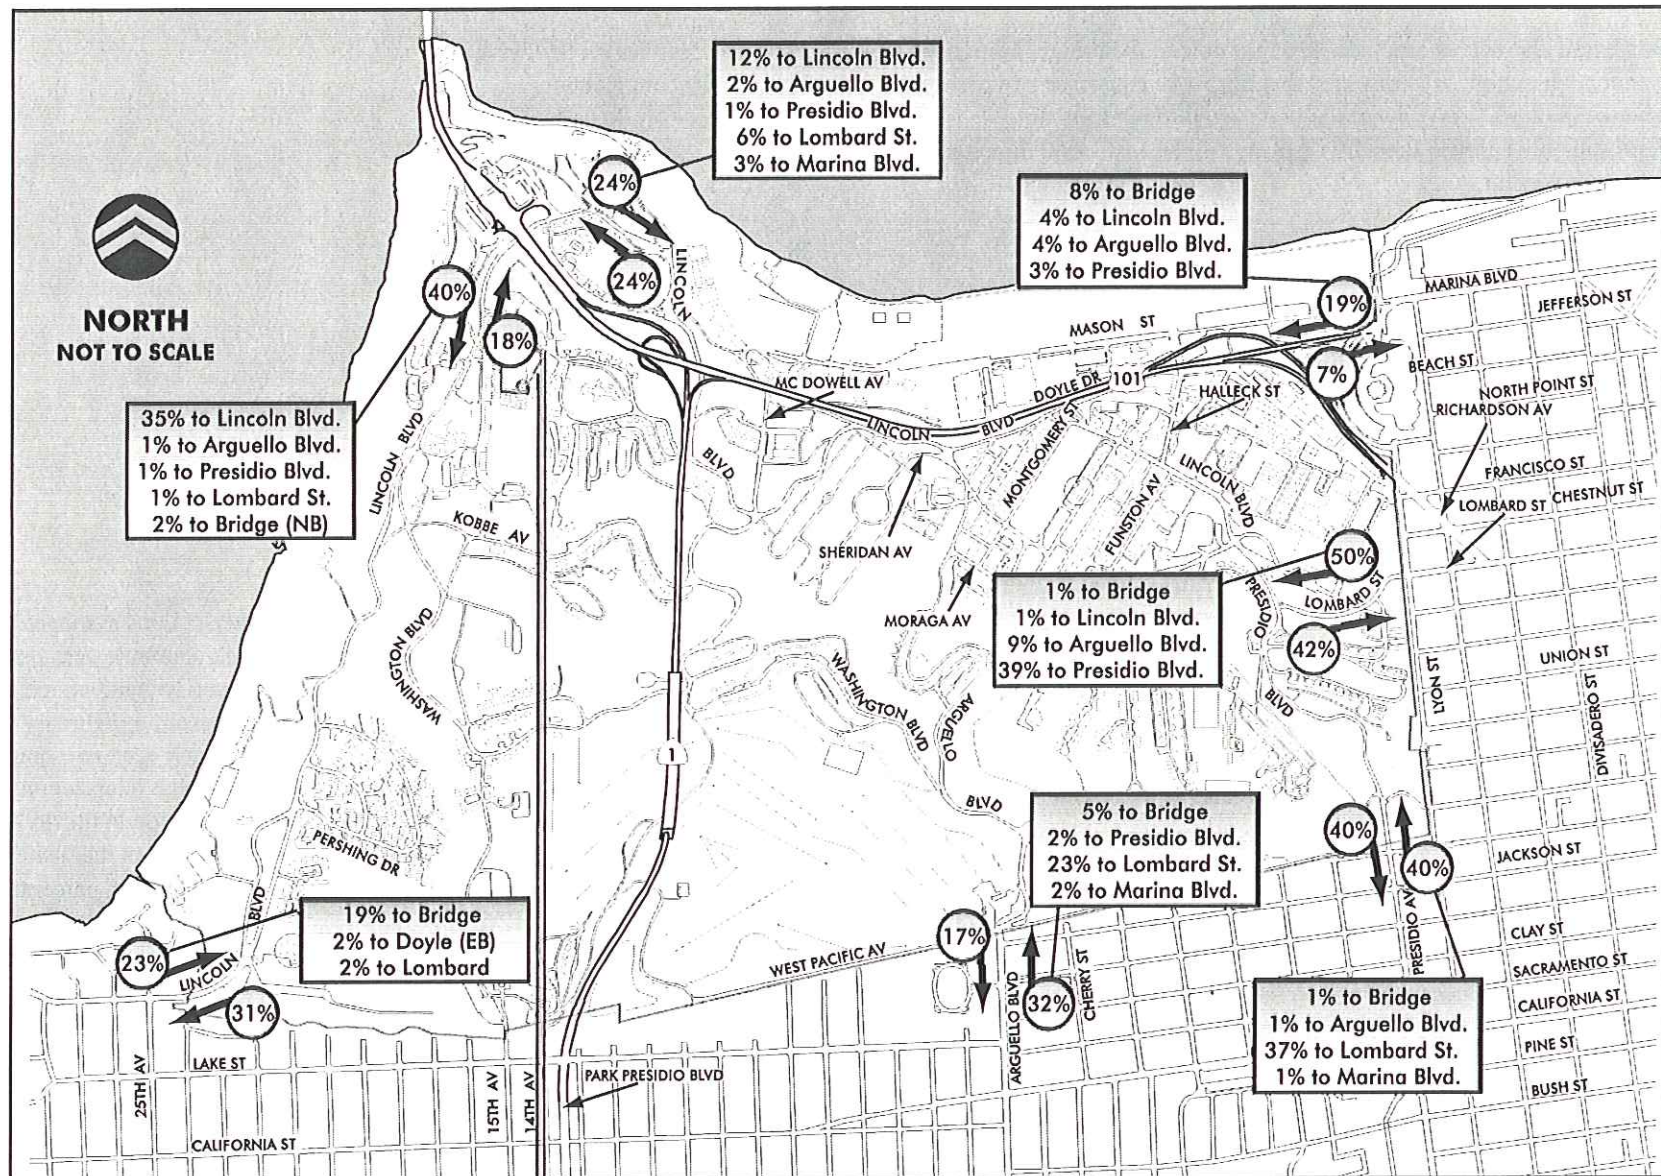 12% to Lincoln Blvd.
2% to Arguello Blvd.
1% to Presidio Blvd.
6% to Lombard St.
3% to Marina Blvd.
24%
24%
LINCOLN
8% to Bridge
4% to Lincoln Blvd.
4% to Arguello Blvd.
3% to Presidio Blvd.
19%
7%
MARINA BLVD
JEFFERSON ST
BEACH ST
NORTH POINT ST
RICHARDSON AV
FRANCISCO ST
CHESTNUT ST
LOMBARD ST
NORTH
NOT TO SCALE
40%
18%
35% to Lincoln Blvd.
1% to Arguello Blvd.
1% to Presidio Blvd.
1% to Lombard St.
2% to Bridge (NB)
LINCOLN BLVD
KOBBE AV
WASHINGTON BLVD
PERSHING DR
BLVD
MC DOWELL AV
MASON ST
DOYLE DR
101
HALLECK ST
LINCOLN
BLVD
BLVD
MONTGOMERY ST
FUNSTON AV
LINCOLN BLVD
SHERIDAN AV
MORAGA AV
50%
1% to Bridge
1% to Lincoln Blvd.
9% to Arguello Blvd.
39% to Presidio Blvd.
PRESIDIO
LOMBARD ST
42%
BLVD
LYON ST
UNION ST
DIVISADERO ST
WASHINGTON BLVD
ARGUELLO
BLVD
1
5% to Bridge
2% to Presidio Blvd.
23% to Lombard St.
2% to Marina Blvd.
40%
40%
JACKSON ST
PRESIDIO AV
CLAY ST
SACRAMENTO ST
CALIFORNIA ST
PINE ST
BUSH ST
19% to Bridge
2% to Doyle (EB)
2% to Lombard
23%
LINCOLN
31%
WEST PACIFIC AV
17%
ARGUELLO BLVD
32%
CHERRY ST
1% to Bridge
1% to Arguello Blvd.
37% to Lombard St.
1% to Marina Blvd.
LAKE ST
25TH AV
15TH AV
14TH AV
PARK PRESIDIO BLVD
CALIFORNIA ST